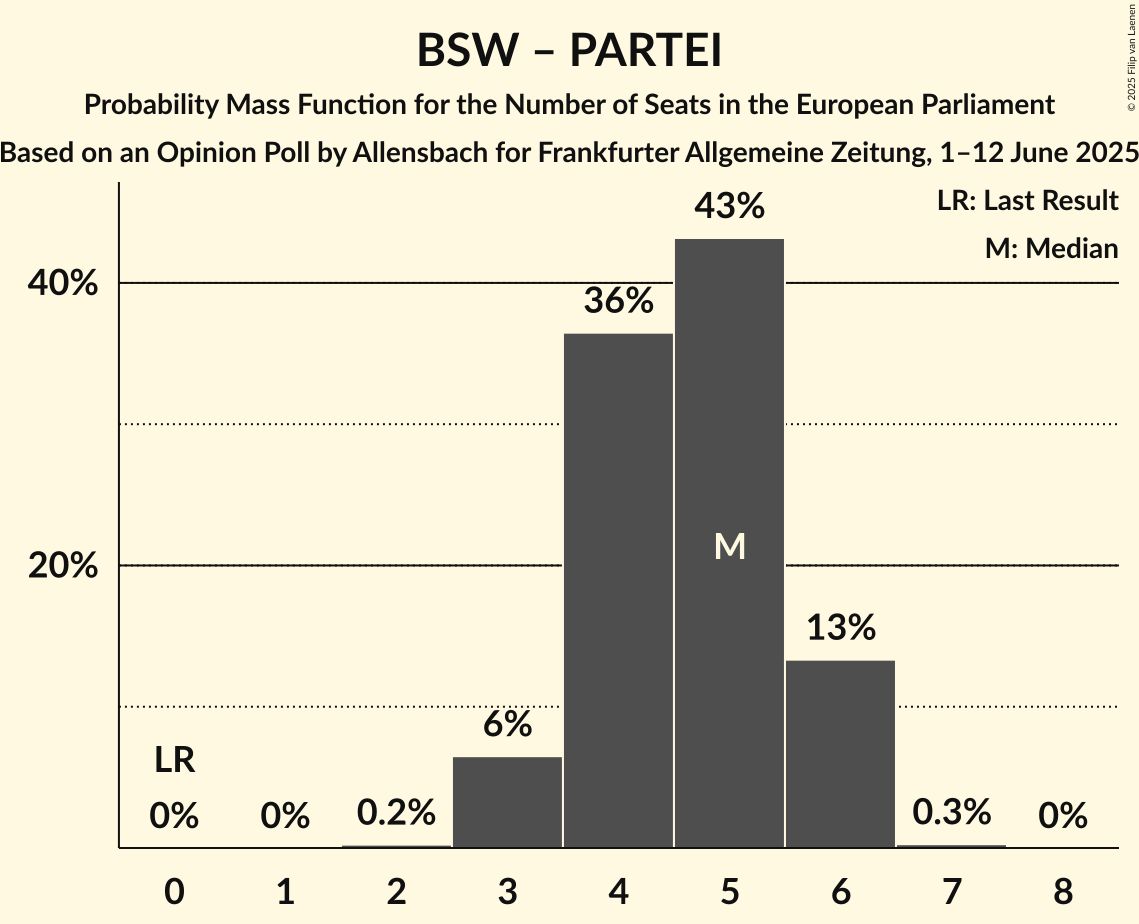 BSW – PARTEI
Probability Mass Function for the Number of Seats in the European Parliament
Based on an Opinion Poll by Allensbach for Frankfurter Allgemeine Zeitung, 1–12 June 2025
© 2025 Filip van Laenen
LR: Last Result
M: Median
43%
40%
36%
M
20%
13%
6%
LR
0% 0% 0.2% 0.3% 0%
0 1 2 3 4 5 6 7 8